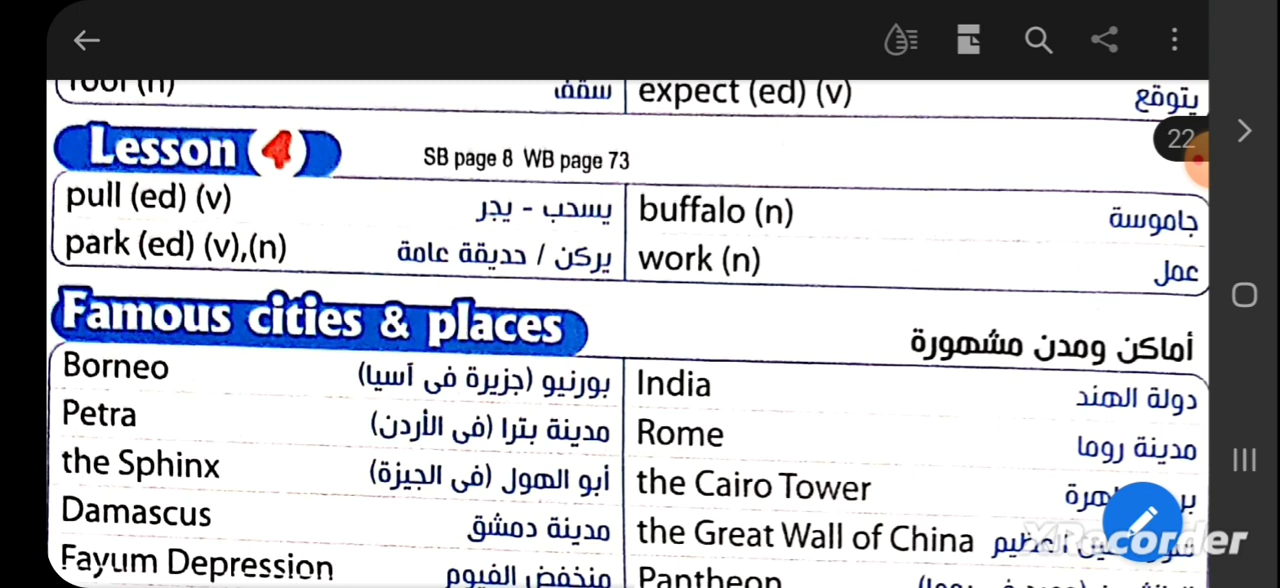 roof (n) سقف expect (ed) (v) يتوقع
22
Lesson 4 SB page 8 WB page 73
pull (ed) (v) يسحب - يجر buffalo (n) جاموسة
park (ed) (v),(n) يركن / حديقة عامة work (n) عمل
Famous cities & places أماكن ومدن مشهورة
Borneo بورنيو (جزيرة فى آسيا) India دولة الهند
Petra مدينة بترا (فى الأردن) Rome مدينة روما
the Sphinx أبو الهول (فى الجيزة) the Cairo Tower
Damascus مدينة دمشق the Great Wall of China العظيم
Fayum Depression منخفض الفيوم Pantheon
XRecorder